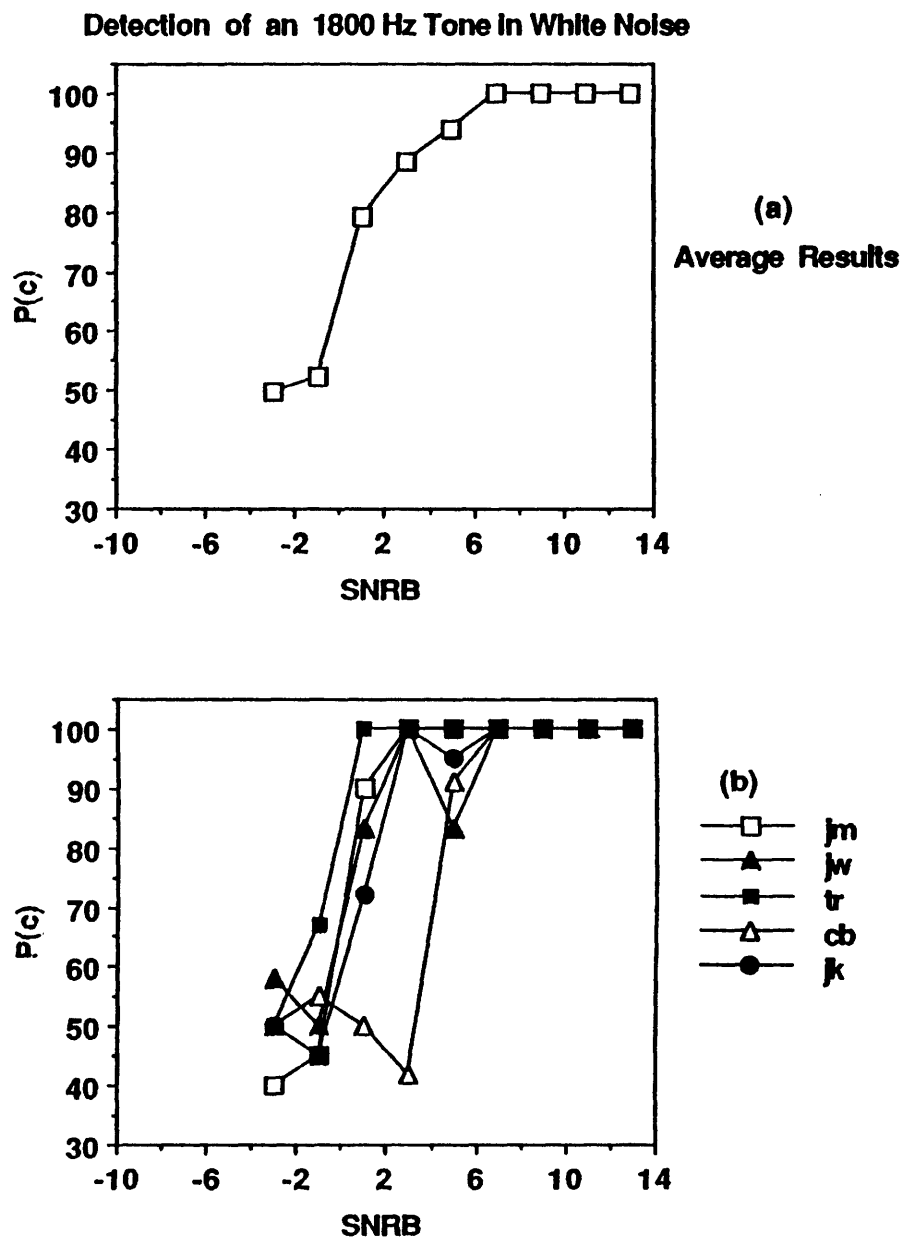 Detection of an 1800 Hz Tone in White Noise
100
90
80
70
60
50
40
30
P(c)
-10 -6 -2 2 6 10 14
SNRB
(a)
Average Results
100
90
80
70
60
50
40
30
P(c)
-10 -6 -2 2 6 10 14
SNRB
(b)
jm
jw
tr
cb
jk